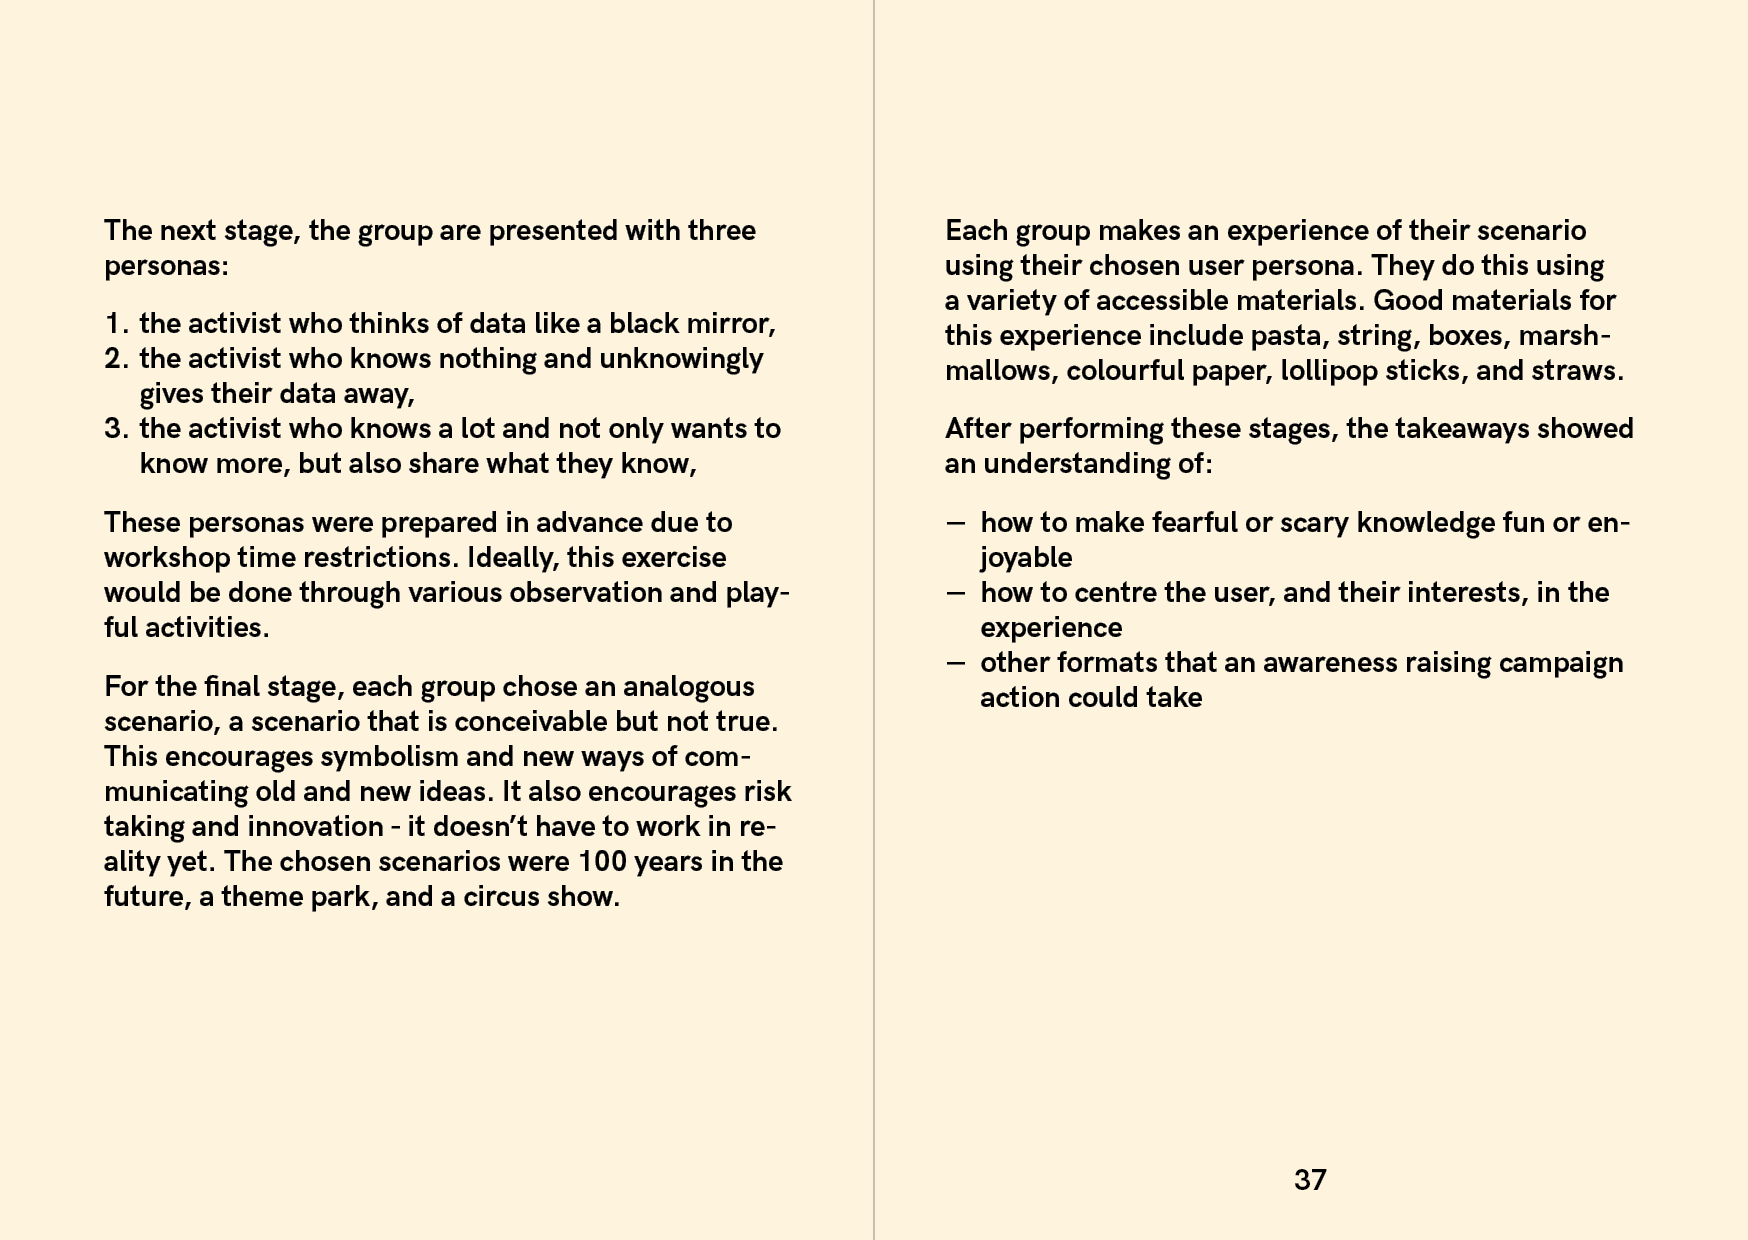 The next stage, the group are presented with three
personas:
1. the activist who thinks of data like a black mirror,
2. the activist who knows nothing and unknowingly
gives their data away,
3. the activist who knows a lot and not only wants to
know more, but also share what they know,
These personas were prepared in advance due to
workshop time restrictions. Ideally, this exercise
would be done through various observation and play-
ful activities.
For the final stage, each group chose an analogous
scenario, a scenario that is conceivable but not true.
This encourages symbolism and new ways of com-
municating old and new ideas. It also encourages risk
taking and innovation - it doesn’t have to work in re-
ality yet. The chosen scenarios were 100 years in the
future, a theme park, and a circus show.
Each group makes an experience of their scenario
using their chosen user persona. They do this using
a variety of accessible materials. Good materials for
this experience include pasta, string, boxes, marsh-
mallows, colourful paper, lollipop sticks, and straws.
After performing these stages, the takeaways showed
an understanding of:
— how to make fearful or scary knowledge fun or en-
joyable
— how to centre the user, and their interests, in the
experience
— other formats that an awareness raising campaign
action could take
37